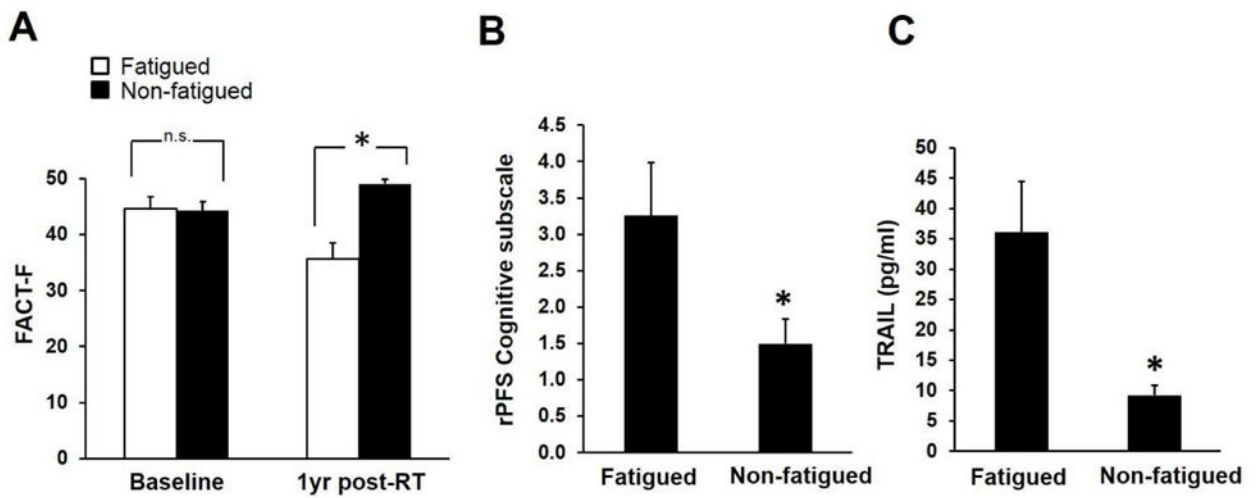 A
Fatigued
Non-fatigued
n.s.
*
FACT-F
50
40
30
20
10
0
Baseline 1yr post-RT
B
rPFS Cognitive subscale
4.5
4.0
3.5
3.0
2.5
2.0
1.5
1.0
0.5
0.0
*
Fatigued Non-fatigued
C
TRAIL (pg/ml)
50
45
40
35
30
25
20
15
10
5
0
*
Fatigued Non-fatigued